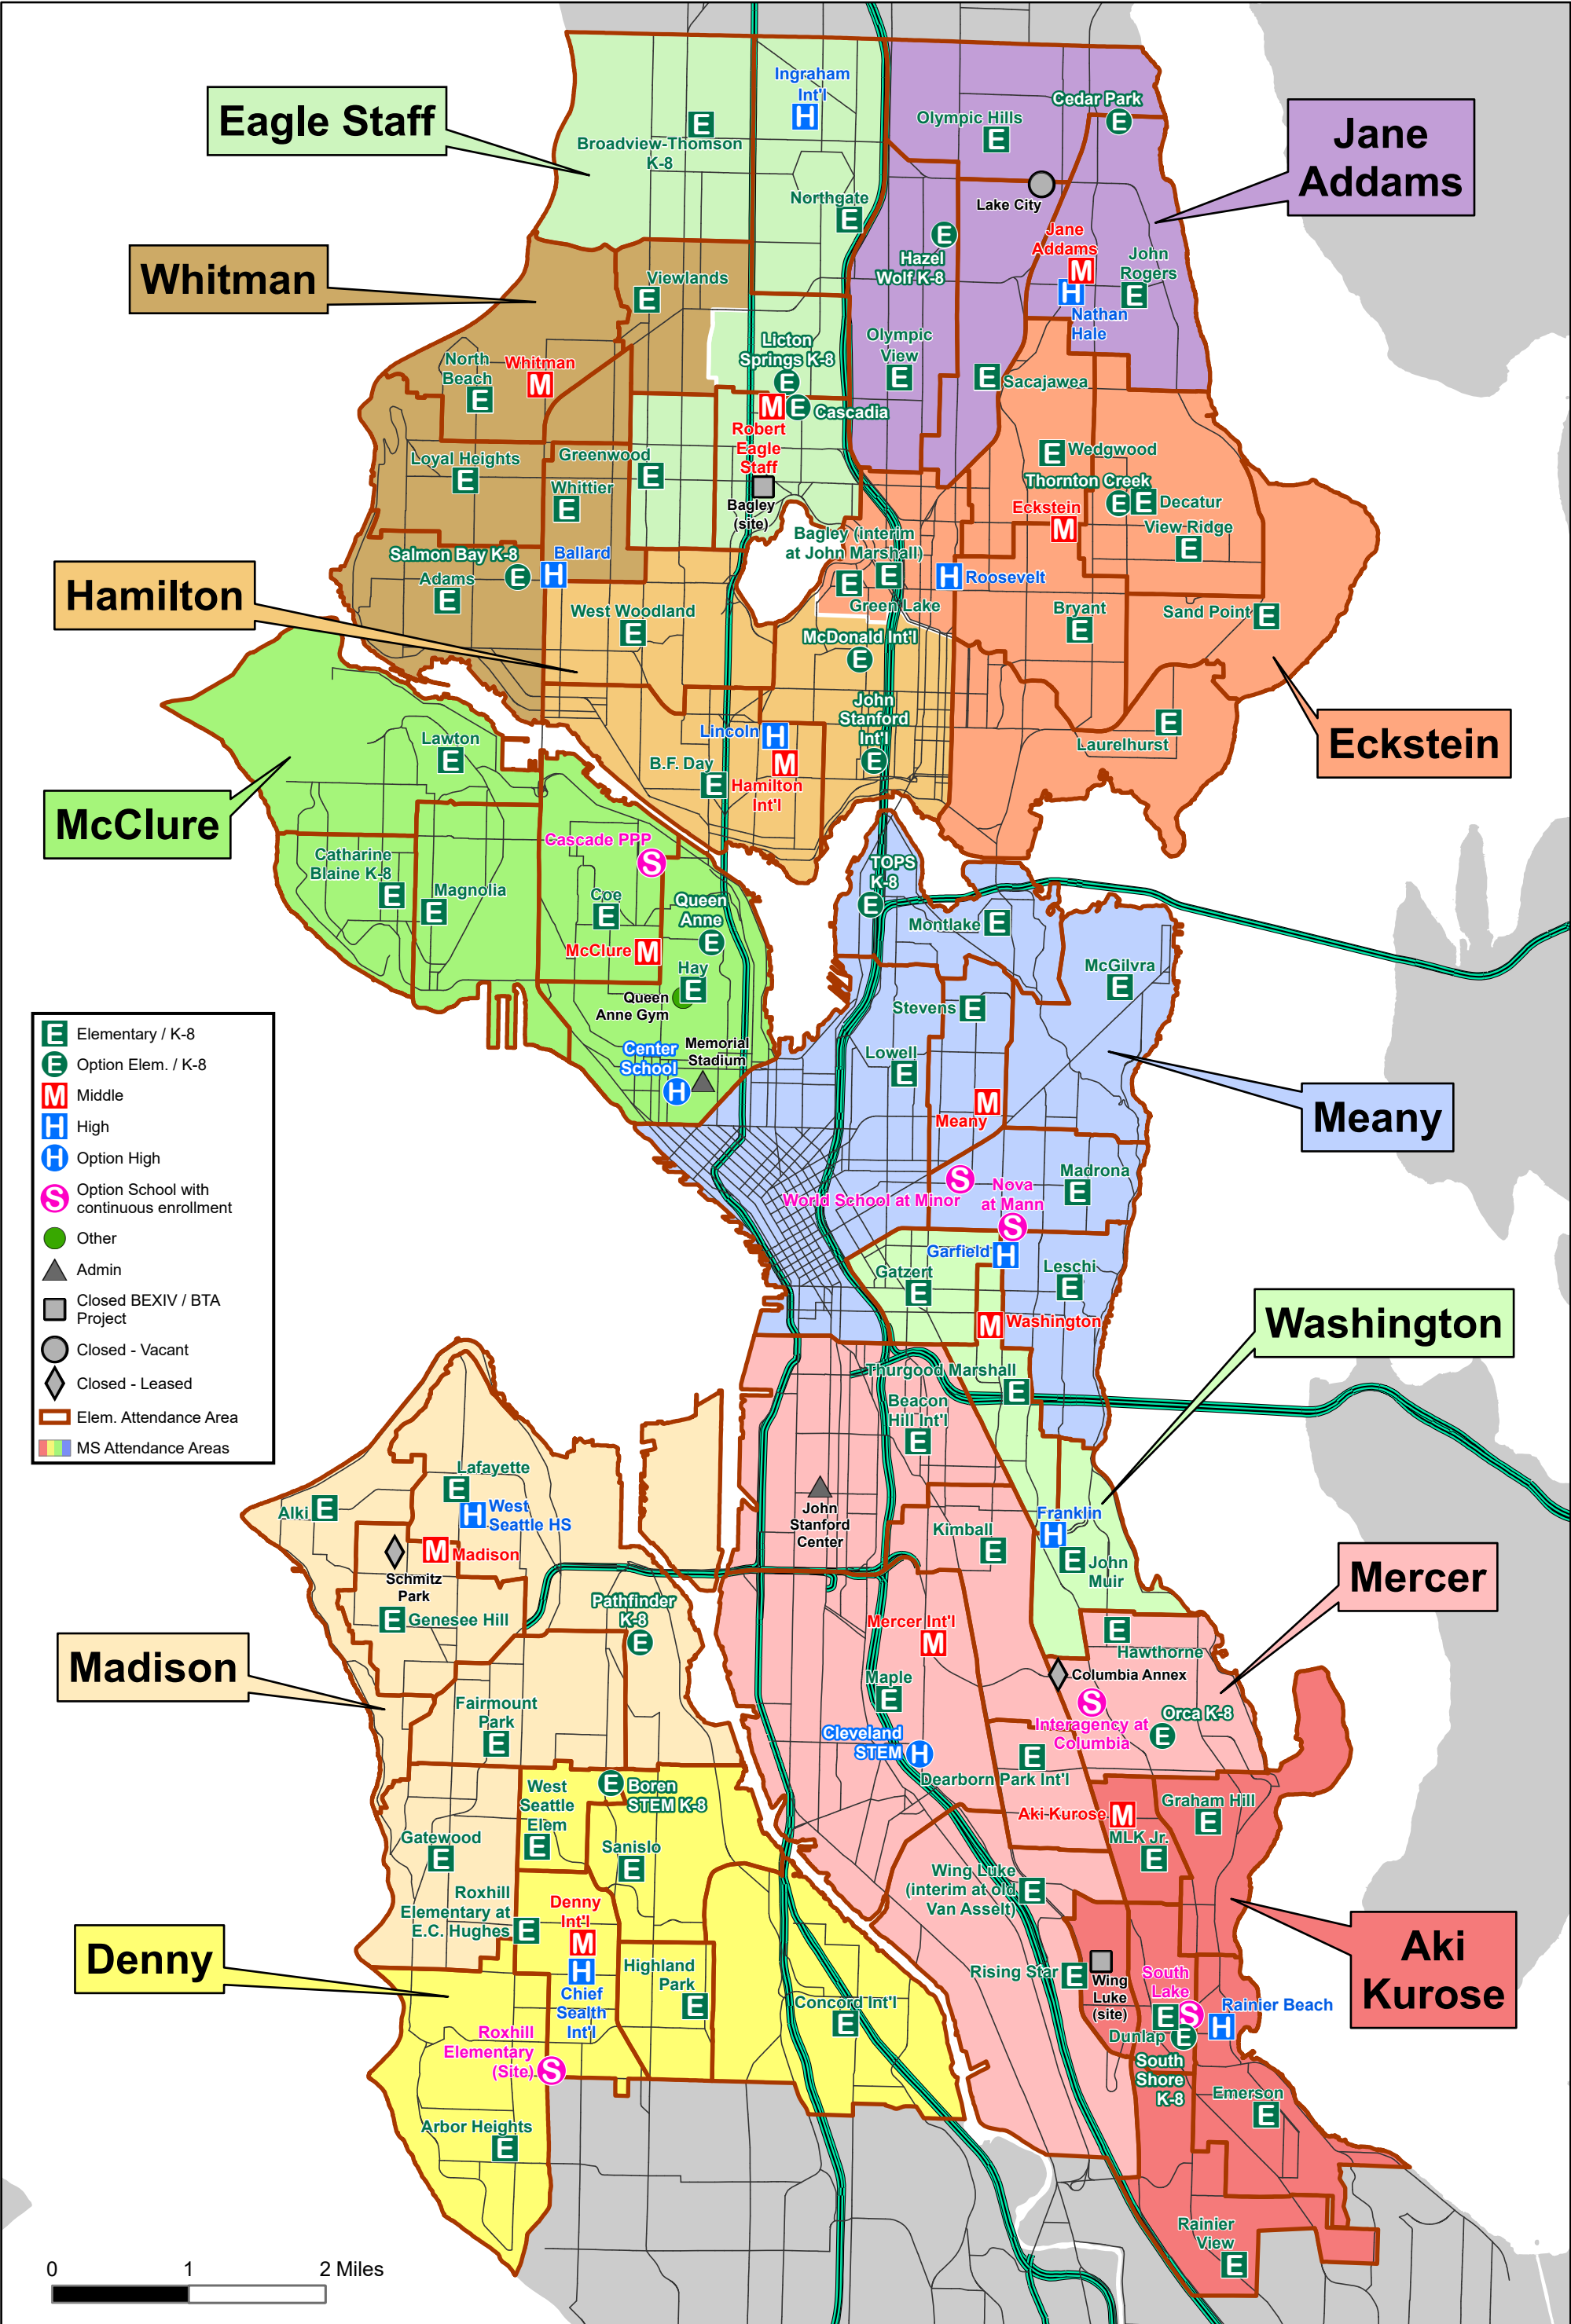 Ingraham
Int'l
H
Eagle Staff
E
Broadview-Thomson
K-8
Cedar Park
E
Olympic Hills
E
Jane
Addams
Northgate
E
Lake City
Hazel
Wolf K-8
E
Jane
Addams
M
H
Nathan
Hale
John
Rogers
E
Whitman
Viewlands
E
North
Beach
E
Whitman
M
Licton
Springs K-8
E
Olympic
View
E
E
Sacajawea
M
E
Cascadia
Robert
Eagle
Staff
Loyal Heights
E
Greenwood
E
Whittier
E
Bagley
(site)
E
Wedgwood
Thornton Creek
E
E
Decatur
Eckstein
M
View Ridge
E
Bagley (interim
at John Marshall)
E
E
Green Lake
Salmon Bay K-8
E
Ballard
H
Adams
E
H
Roosevelt
Hamilton
West Woodland
E
Bryant
E
Sand Point
E
McDonald Int'l
E
John
Stanford
Int'l
E
Lawton
E
Lincoln
H
B.F. Day
E
M
Hamilton
Int'l
Laurelhurst
E
Eckstein
McClure
Cascade PPP
S
Catharine
Blaine K-8
E
Magnolia
E
Coe
E
Queen
Anne
E
McClure
M
Hay
E
Queen
Anne Gym
TOPS
K-8
E
Montlake
E
McGilvra
E
Stevens
E
Center
School
H
Memorial
Stadium
Lowell
E
Meany
M
Meany
E
Elementary / K-8
E
Option Elem. / K-8
M
Middle
H
High
H
Option High
S
Option School with
continuous enrollment
Other
Admin
Closed BEXIV / BTA
Project
Closed - Vacant
Closed - Leased
Elem. Attendance Area
MS Attendance Areas
World School at Minor
S
Nova
at Mann
S
Madrona
E
Garfield
H
Gatzert
E
Leschi
E
M
Washington
Washington
Thurgood Marshall
E
Beacon
Hill Int'l
E
John
Stanford
Center
Lafayette
E
Alki
E
H
West
Seattle HS
M
Madison
Schmitz
Park
E
Genesee Hill
Kimball
E
Franklin
H
E
John
Muir
Mercer
Pathfinder
K-8
E
Mercer Int'l
M
E
Hawthorne
Madison
Fairmount
Park
E
Maple
E
Columbia Annex
S
Interagency at
Columbia
Orca K-8
E
Cleveland
STEM
H
E
Dearborn Park Int'l
West
Seattle
Elem
E
E
Boren
STEM K-8
Aki Kurose
M
Graham Hill
E
MLK Jr.
E
Gatewood
E
Sanislo
E
Wing Luke
(interim at old
Van Asselt)
E
Roxhill
Elementary at
E.C. Hughes
E
Denny
Int'l
M
H
Chief
Sealth
Int'l
Denny
Highland
Park
E
Aki
Kurose
Rising Star
E
Wing
Luke
(site)
South
Lake
S
E
Dunlap
E
Rainier Beach
H
Concord Int'l
E
Roxhill
Elementary
(Site)
S
South
Shore
K-8
Emerson
E
Arbor Heights
E
Rainier
View
E
0
1
2 Miles